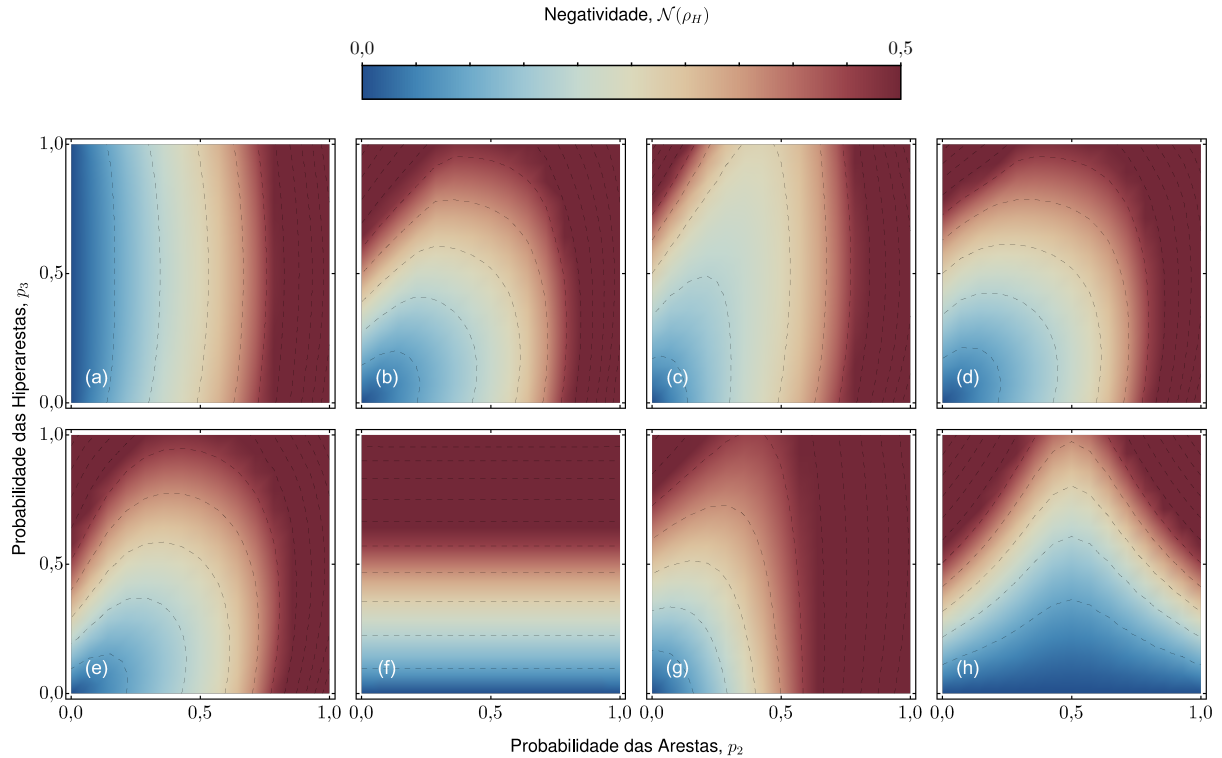 Negatividade, 𝒩(ρ_H)
0,0 0,5
1,0
0,5
0,0
(a) (b) (c) (d)
Probabilidade das Hiperarestas, p₃
1,0
0,5
0,0
(e) (f) (g) (h)
0,0 0,5 1,0 0,0 0,5 1,0 0,0 0,5 1,0 0,0 0,5 1,0
Probabilidade das Arestas, p₂